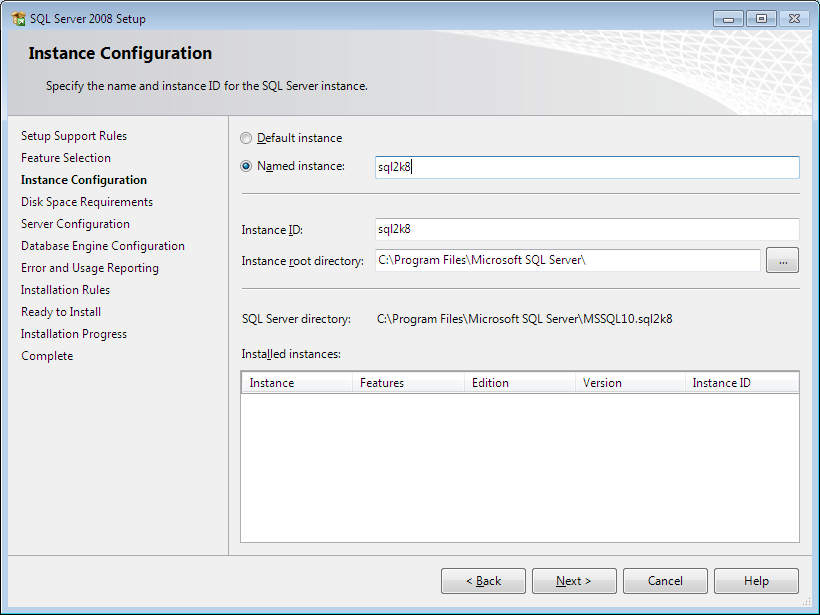 SQL Server 2008 Setup
Instance Configuration
Specify the name and instance ID for the SQL Server instance.
Setup Support Rules
Feature Selection
Instance Configuration
Disk Space Requirements
Server Configuration
Database Engine Configuration
Error and Usage Reporting
Installation Rules
Ready to Install
Installation Progress
Complete
Default instance
Named instance: sql2k8
Instance ID: sql2k8
Instance root directory: C:\Program Files\Microsoft SQL Server\ ...
SQL Server directory: C:\Program Files\Microsoft SQL Server\MSSQL10.sql2k8
Installed instances:
Instance Features Edition Version Instance ID
< Back Next > Cancel Help